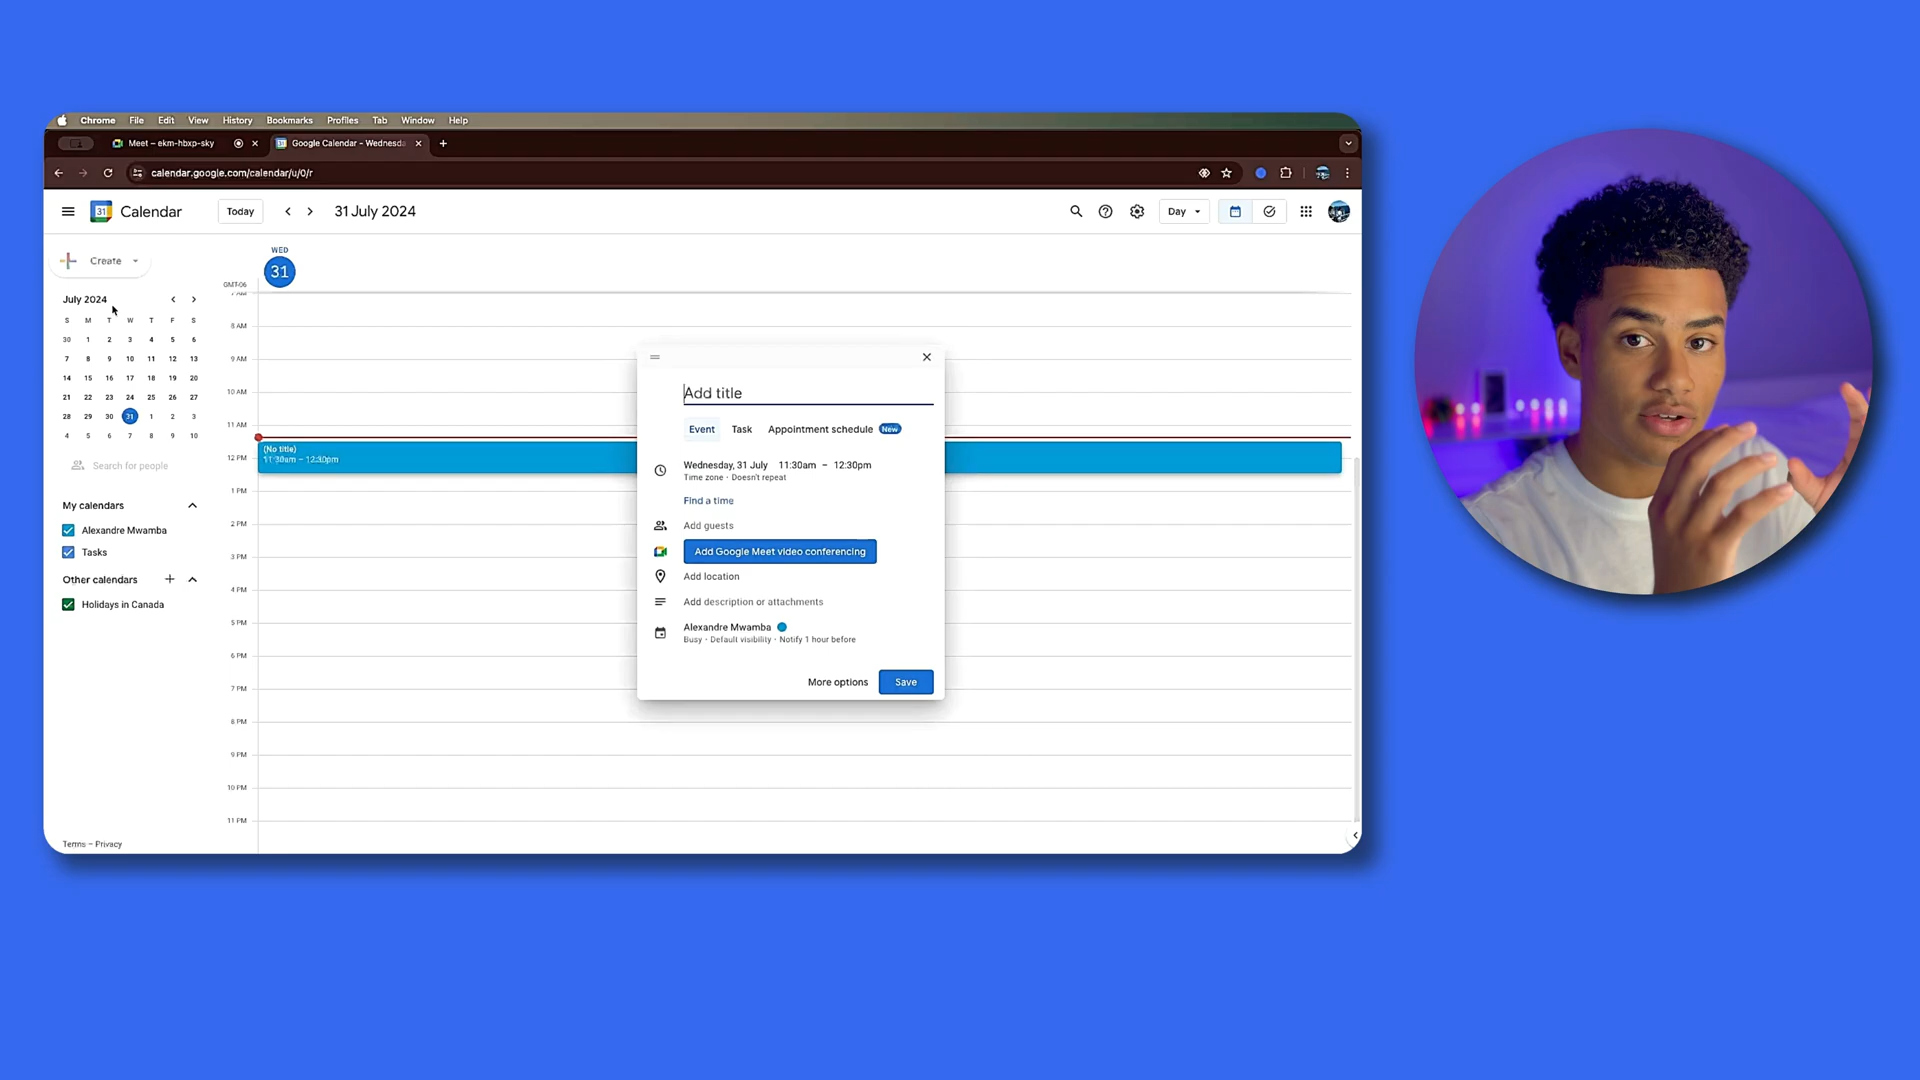 Chrome File Edit View History Bookmarks Profiles Tab Window Help
Meet – ekm-hbxp-sky
Google Calendar - Wednesda
calendar.google.com/calendar/u/0/r
31 Calendar Today 31 July 2024 Day
Create
WED
31
GMT-06
July 2024
S M T W T F S
30 1 2 3 4 5 6
7 8 9 10 11 12 13
14 15 16 17 18 19 20
21 22 23 24 25 26 27
28 29 30 31 1 2 3
4 5 6 7 8 9 10
Search for people
My calendars
Alexandre Mwamba
Tasks
Other calendars
Holidays in Canada
Terms – Privacy
7 AM
8 AM
9 AM
10 AM
11 AM
12 PM
1 PM
2 PM
3 PM
4 PM
5 PM
6 PM
7 PM
8 PM
9 PM
10 PM
11 PM
(No title)
11:30am – 12:30pm
Add title
Event Task Appointment schedule New
Wednesday, 31 July 11:30am – 12:30pm
Time zone · Doesn't repeat
Find a time
Add guests
Add Google Meet video conferencing
Add location
Add description or attachments
Alexandre Mwamba
Busy · Default visibility · Notify 1 hour before
More options Save